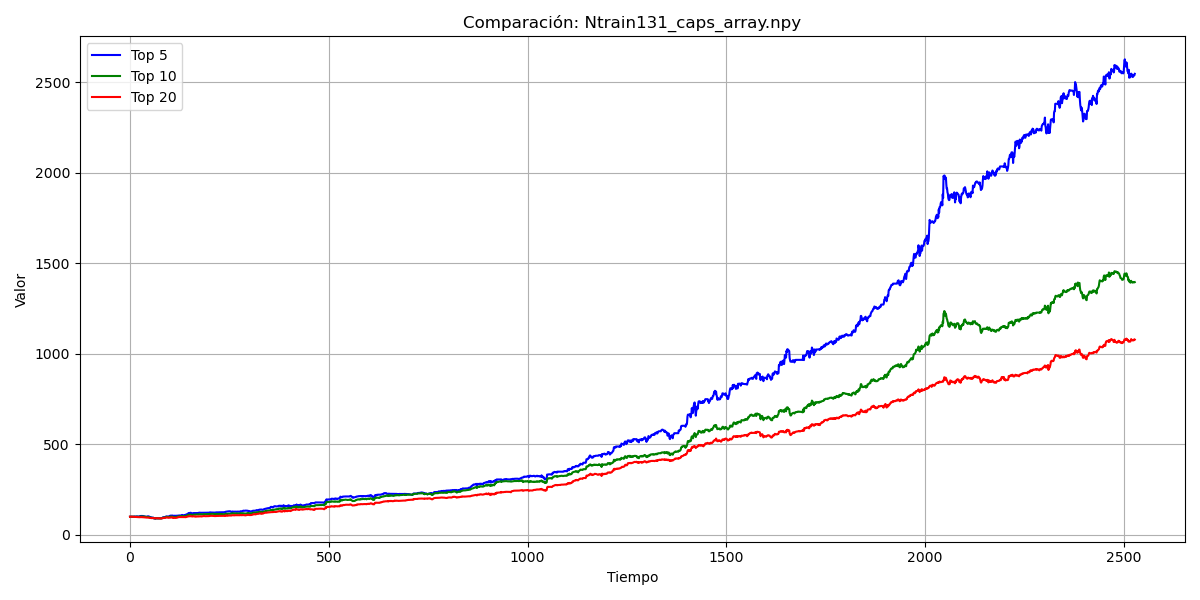 Comparación: Ntrain131_caps_array.npy
Top 5
Top 10
Top 20
Valor
2500
2000
1500
1000
500
0
0 500 1000 1500 2000 2500
Tiempo